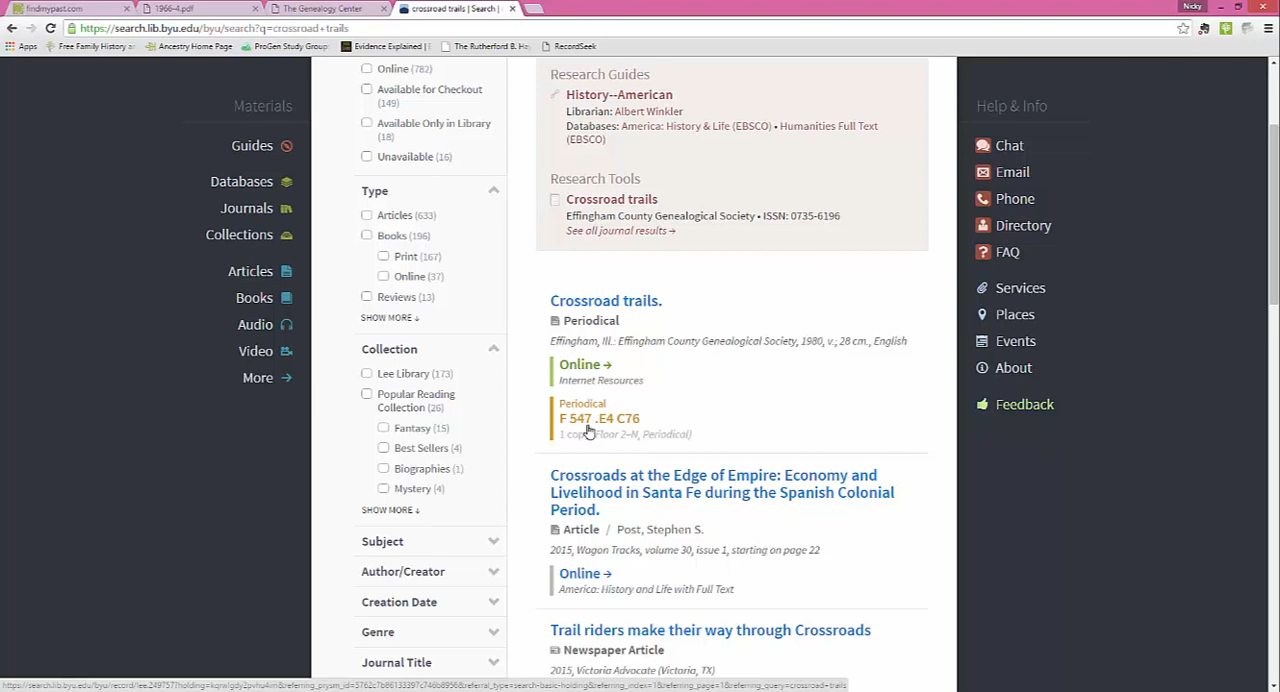 findmypast.com
1966-4.pdf
The Genealogy Center
crossroad trails | Search |
Nicky
https://search.lib.byu.edu/byu/search?q=crossroad+trails
Apps
Free Family History ar
Ancestry Home Page
ProGen Study Group
Evidence Explained |
The Rutherford B. Ha
RecordSeek
Materials
Guides
Databases
Journals
Collections
Articles
Books
Audio
Video
More
Online (782)
Available for Checkout
(149)
Available Only in Library
(18)
Unavailable (16)
Type
Articles (633)
Books (196)
Print (167)
Online (37)
Reviews (13)
SHOW MORE ↓
Collection
Lee Library (173)
Popular Reading
Collection (26)
Fantasy (15)
Best Sellers (4)
Biographies (1)
Mystery (4)
SHOW MORE ↓
Subject
Author/Creator
Creation Date
Genre
Journal Title
Research Guides
History--American
Librarian: Albert Winkler
Databases: America: History & Life (EBSCO) • Humanities Full Text
(EBSCO)
Research Tools
Crossroad trails
Effingham County Genealogical Society • ISSN: 0735-6196
See all journal results →
Crossroad trails.
Periodical
Effingham, Ill.: Effingham County Genealogical Society, 1980, v.; 28 cm., English
Online →
Internet Resources
Periodical
F 547 .E4 C76
1 cop Floor 2-N, Periodical)
Crossroads at the Edge of Empire: Economy and
Livelihood in Santa Fe during the Spanish Colonial
Period.
Article / Post, Stephen S.
2015, Wagon Tracks, volume 30, issue 1, starting on page 22
Online →
America: History and Life with Full Text
Trail riders make their way through Crossroads
Newspaper Article
2015, Victoria Advocate (Victoria, TX)
Help & Info
Chat
Email
Phone
Directory
FAQ
Services
Places
Events
About
Feedback